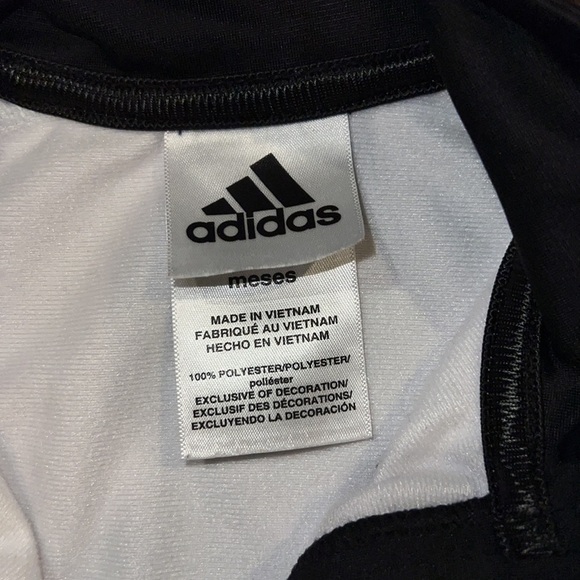 adidas
meses
MADE IN VIETNAM
FABRIQUÉ AU VIETNAM
HECHO EN VIETNAM
100% POLYESTER/POLYESTER/
poliéster
EXCLUSIVE OF DECORATION/
EXCLUSIF DES DÉCORATIONS/
EXCLUYENDO LA DECORACIÓN